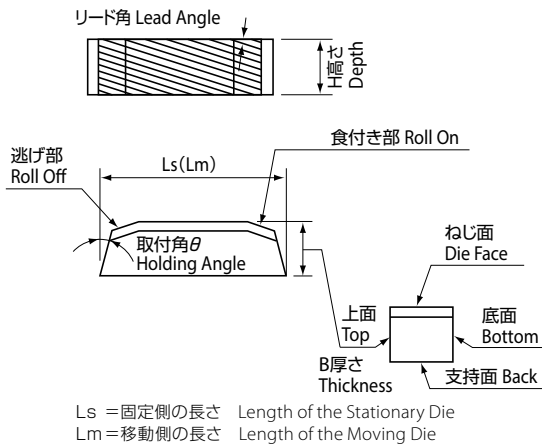 リード角 Lead Angle
H高さ
Depth
食付き部 Roll On
逃げ部
Roll Off
Ls(Lm)
取付角θ
Holding Angle
ねじ面
Die Face
上面
Top
底面
Bottom
B厚さ
Thickness
支持面 Back
Ls =固定側の長さ Length of the Stationary Die
Lm=移動側の長さ Length of the Moving Die